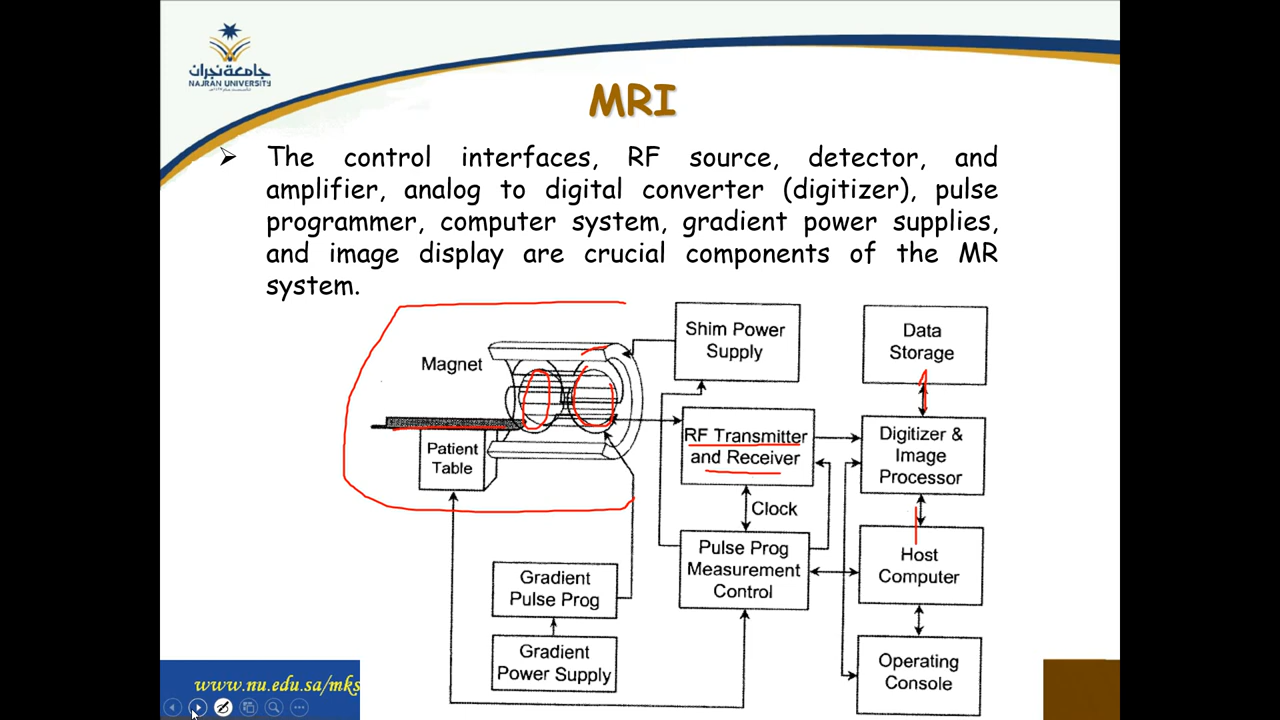 جامعة نجران
NAJRAN UNIVERSITY
MRI
The control interfaces, RF source, detector, and
amplifier, analog to digital converter (digitizer), pulse
programmer, computer system, gradient power supplies,
and image display are crucial components of the MR
system.
Magnet
Patient
Table
Shim Power
Supply
Data
Storage
RF Transmitter
and Receiver
Digitizer &
Image
Processor
Clock
Pulse Prog
Measurement
Control
Host
Computer
Gradient
Pulse Prog
Gradient
Power Supply
Operating
Console
www.nu.edu.sa/mks